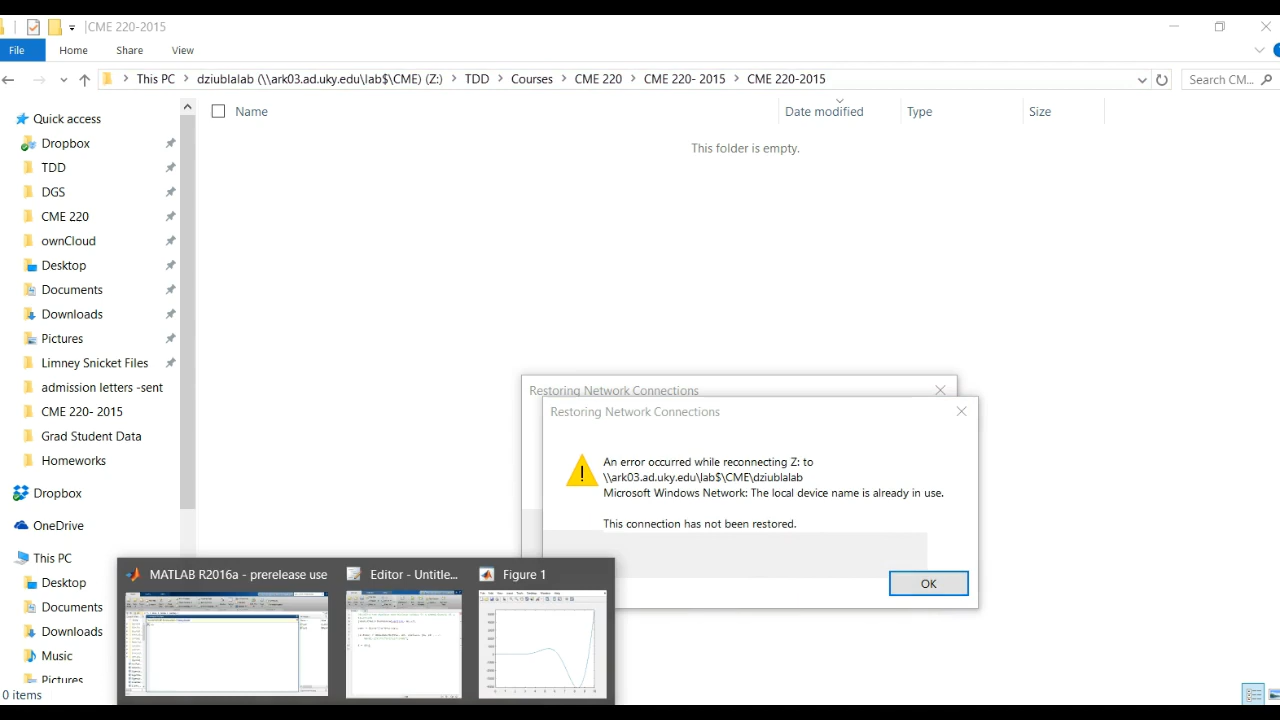 CME 220-2015
File Home Share View
This PC dziublalab (\\ark03.ad.uky.edu\lab$\CME) (Z:) TDD Courses CME 220 CME 220- 2015 CME 220-2015 Search CM...
Name Date modified Type Size
This folder is empty.
Quick access
Dropbox
TDD
DGS
CME 220
ownCloud
Desktop
Documents
Downloads
Pictures
Limney Snicket Files
admission letters -sent
CME 220- 2015
Grad Student Data
Homeworks
Dropbox
OneDrive
This PC
Desktop
Documents
Downloads
Music
Pictures
0 items
Restoring Network Connections
Restoring Network Connections
An error occurred while reconnecting Z: to
\\ark03.ad.uky.edu\lab$\CME\dziublalab
Microsoft Windows Network: The local device name is already in use.
This connection has not been restored.
OK
MATLAB R2016a - prerelease use Editor - Untitle... Figure 1